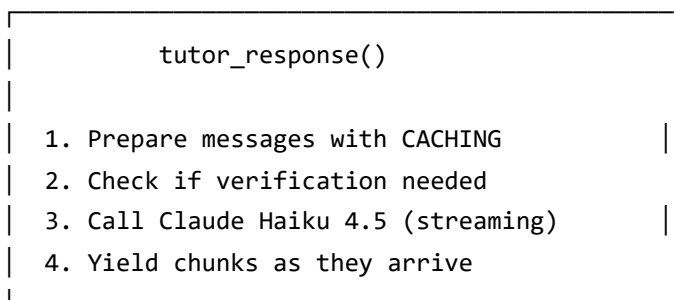 tutor_response()
1. Prepare messages with CACHING
2. Check if verification needed
3. Call Claude Haiku 4.5 (streaming)
4. Yield chunks as they arrive